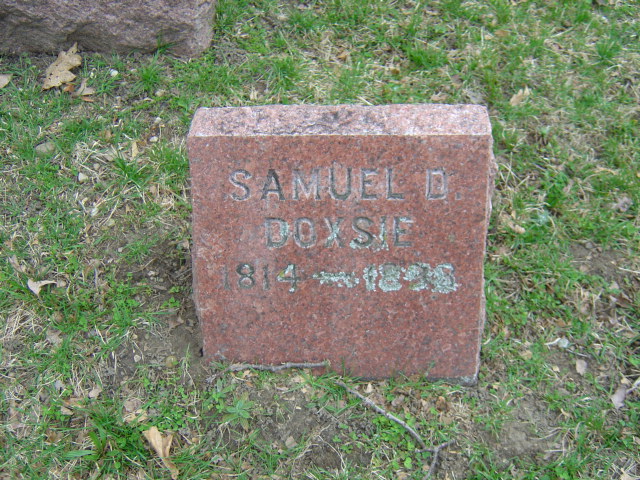 SAMUEL D.
DOXSIE
1814 —